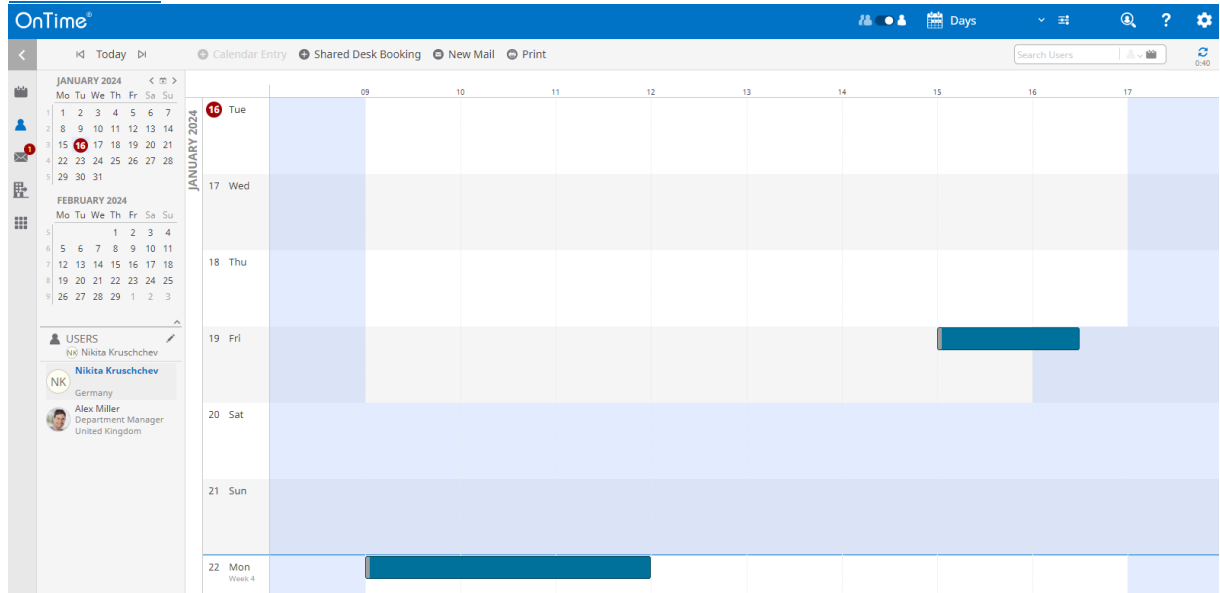 OnTime®
Days
?
Today
Calendar Entry
Shared Desk Booking
New Mail
Print
Search Users
0:40
1
JANUARY 2024
Mo Tu We Th Fr Sa Su
1 1 2 3 4 5 6 7
2 8 9 10 11 12 13 14
3 15 16 17 18 19 20 21
4 22 23 24 25 26 27 28
5 29 30 31
FEBRUARY 2024
Mo Tu We Th Fr Sa Su
5 1 2 3 4
6 5 6 7 8 9 10 11
7 12 13 14 15 16 17 18
8 19 20 21 22 23 24 25
9 26 27 28 29 1 2 3
USERS
NK Nikita Kruschchev
NK
Nikita Kruschchev
Germany
Alex Miller
Department Manager
United Kingdom
09 10 11 12 13 14 15 16 17
JANUARY 2024
16 Tue
17 Wed
18 Thu
19 Fri
20 Sat
21 Sun
22 Mon
Week 4